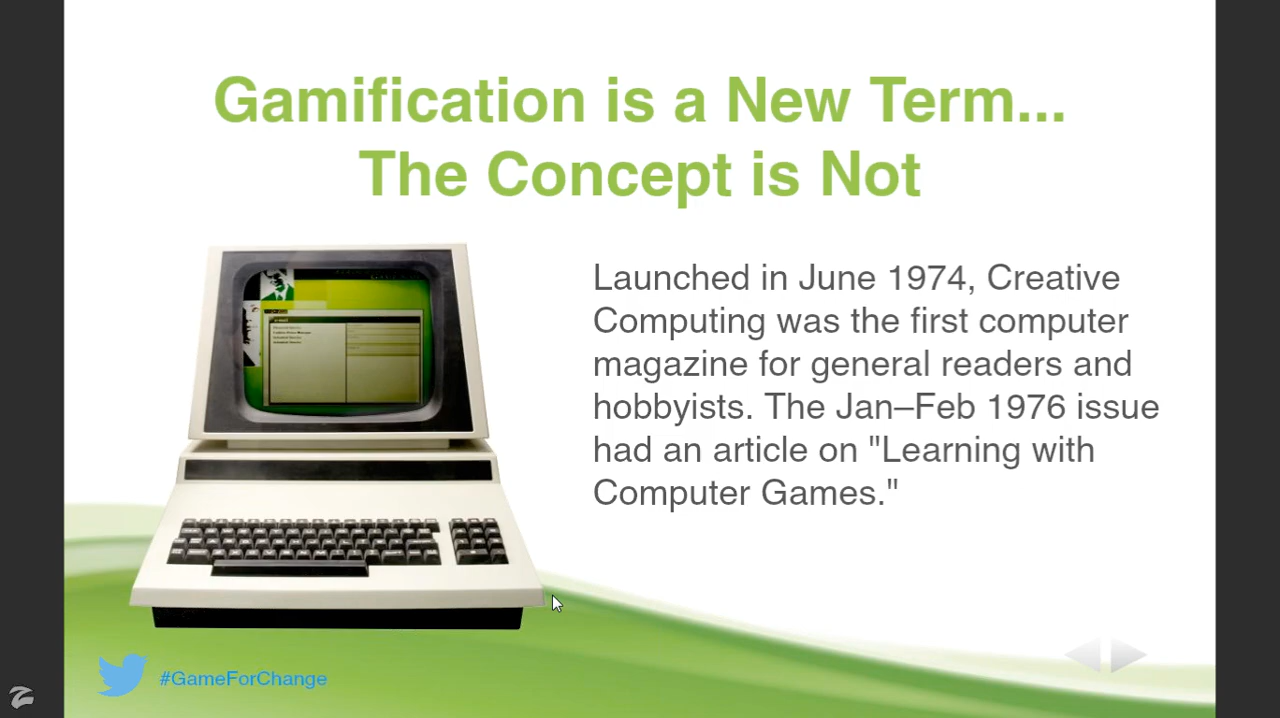 Gamification is a New Term...
The Concept is Not
Launched in June 1974, Creative
Computing was the first computer
magazine for general readers and
hobbyists. The Jan–Feb 1976 issue
had an article on "Learning with
Computer Games."
#GameForChange